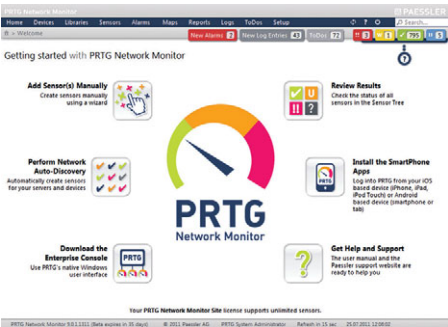 PRTG Network Monitor
PAESSLER
Home Devices Libraries Sensors Alarms Maps Reports Logs ToDos Setup
Search...
Welcome
New Alarms 2 New Log Entries 43 ToDos 72 3 1 795 5
Getting started with PRTG Network Monitor
Add Sensor(s) Manually
Create sensors manually
using a wizard
Review Results
Check the status of all
sensors in the Sensor Tree
Perform Network
Auto-Discovery
Automatically create sensors
for your servers and devices
Install the SmartPhone
Apps
Log into PRTG from your iOS
based device (iPhone, iPad,
iPod Touch) or Android
based device (smartphone or
tab)
PRTG
Network Monitor
Download the
Enterprise Console
Use PRTG's native Windows
user interface
PRTG
Get Help and Support
The user manual and the
Paessler support website are
ready to help you
Your PRTG Network Monitor Site license supports unlimited sensors.
(Beta expires in 35 days) © 2011 Paessler AG PRTG System Administrator Refresh in 15 sec